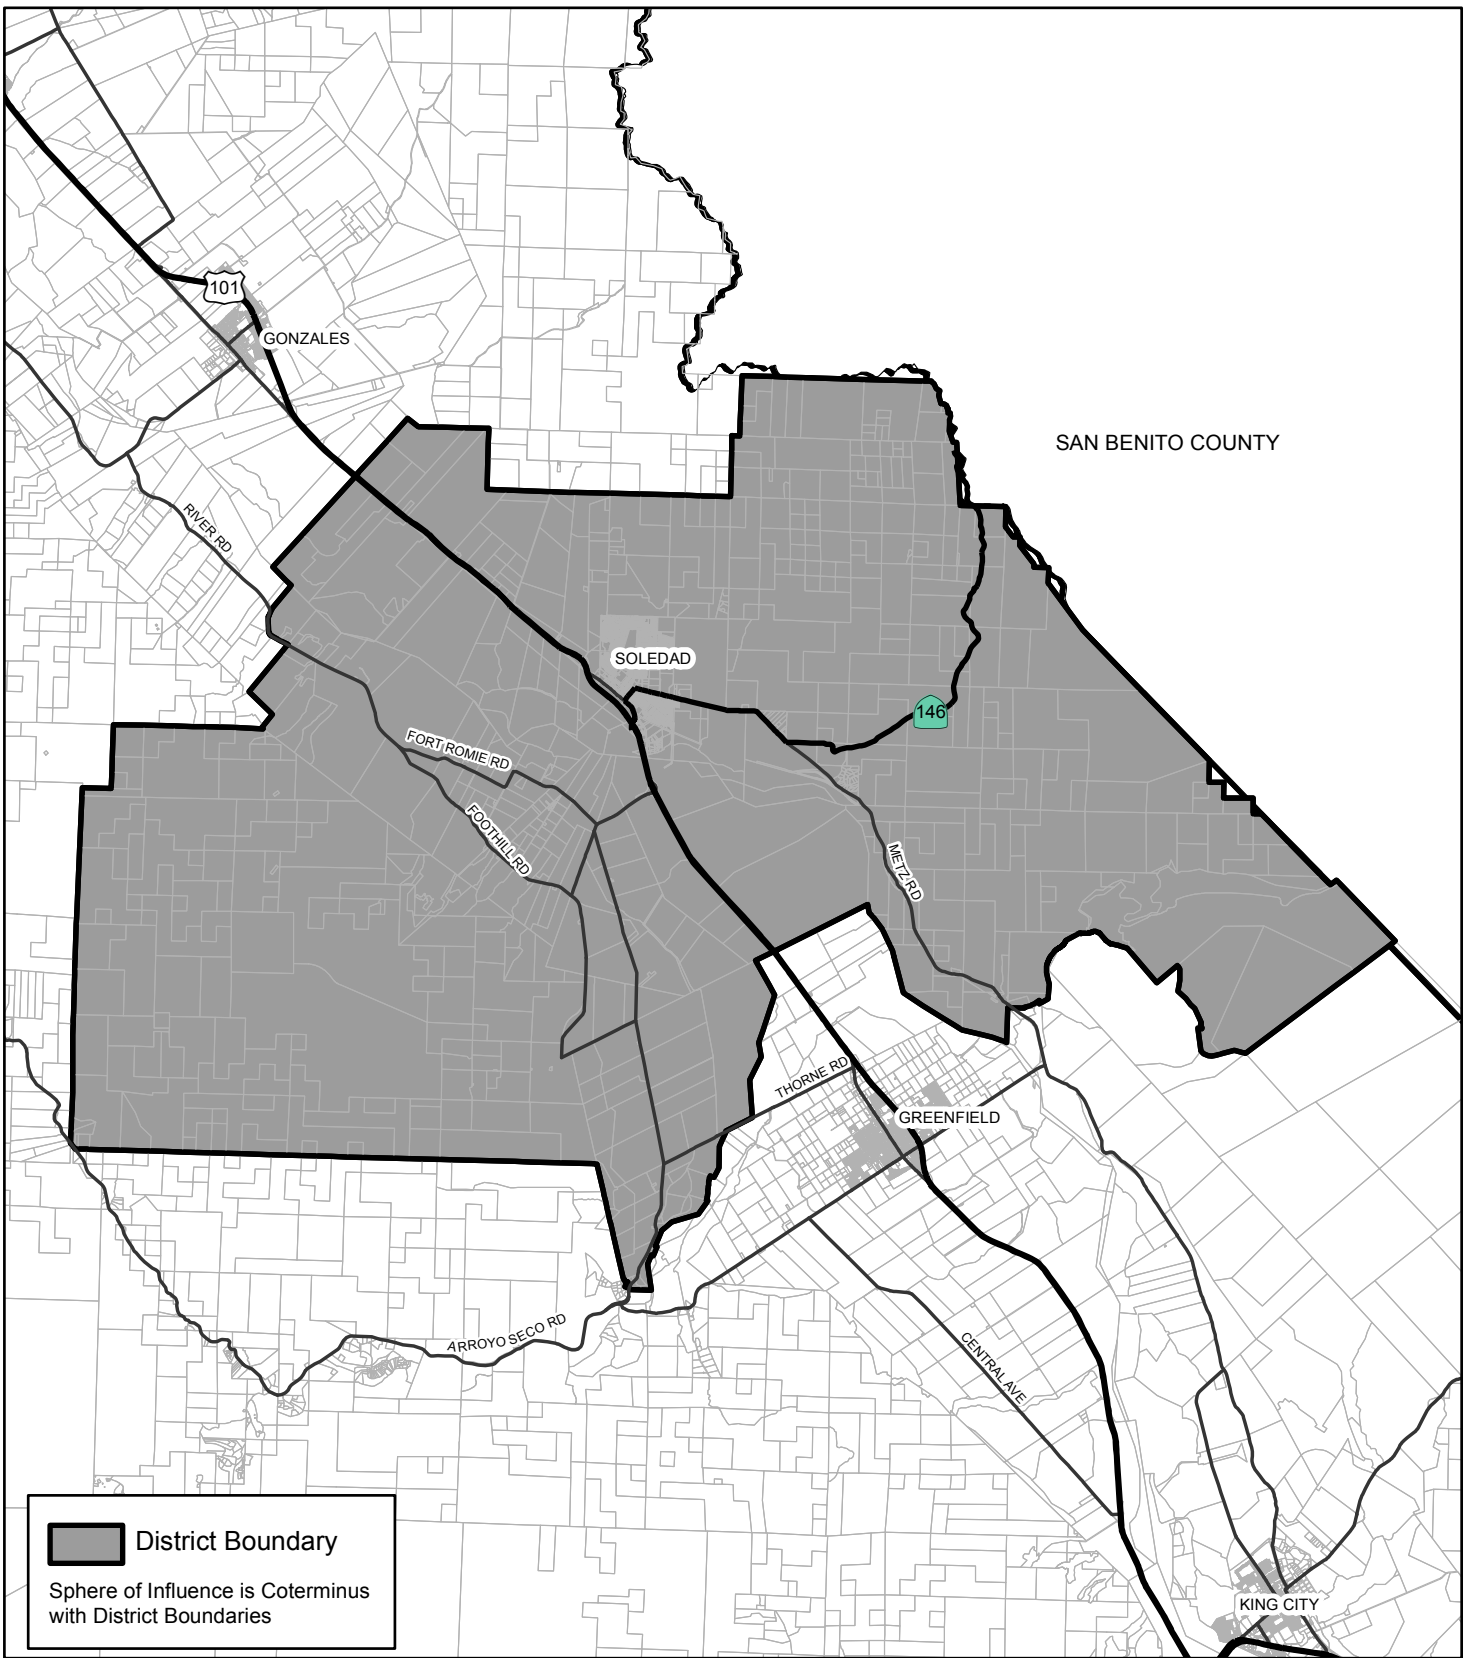 101
GONZALES
SAN BENITO COUNTY
RIVER RD
SOLEDAD
146
FORT ROMIE RD
FOOTHILL RD
METZ RD
THORNE RD
GREENFIELD
ARROYO SECO RD
CENTRAL AVE
District Boundary
Sphere of Influence is Coterminus
with District Boundaries
KING CITY